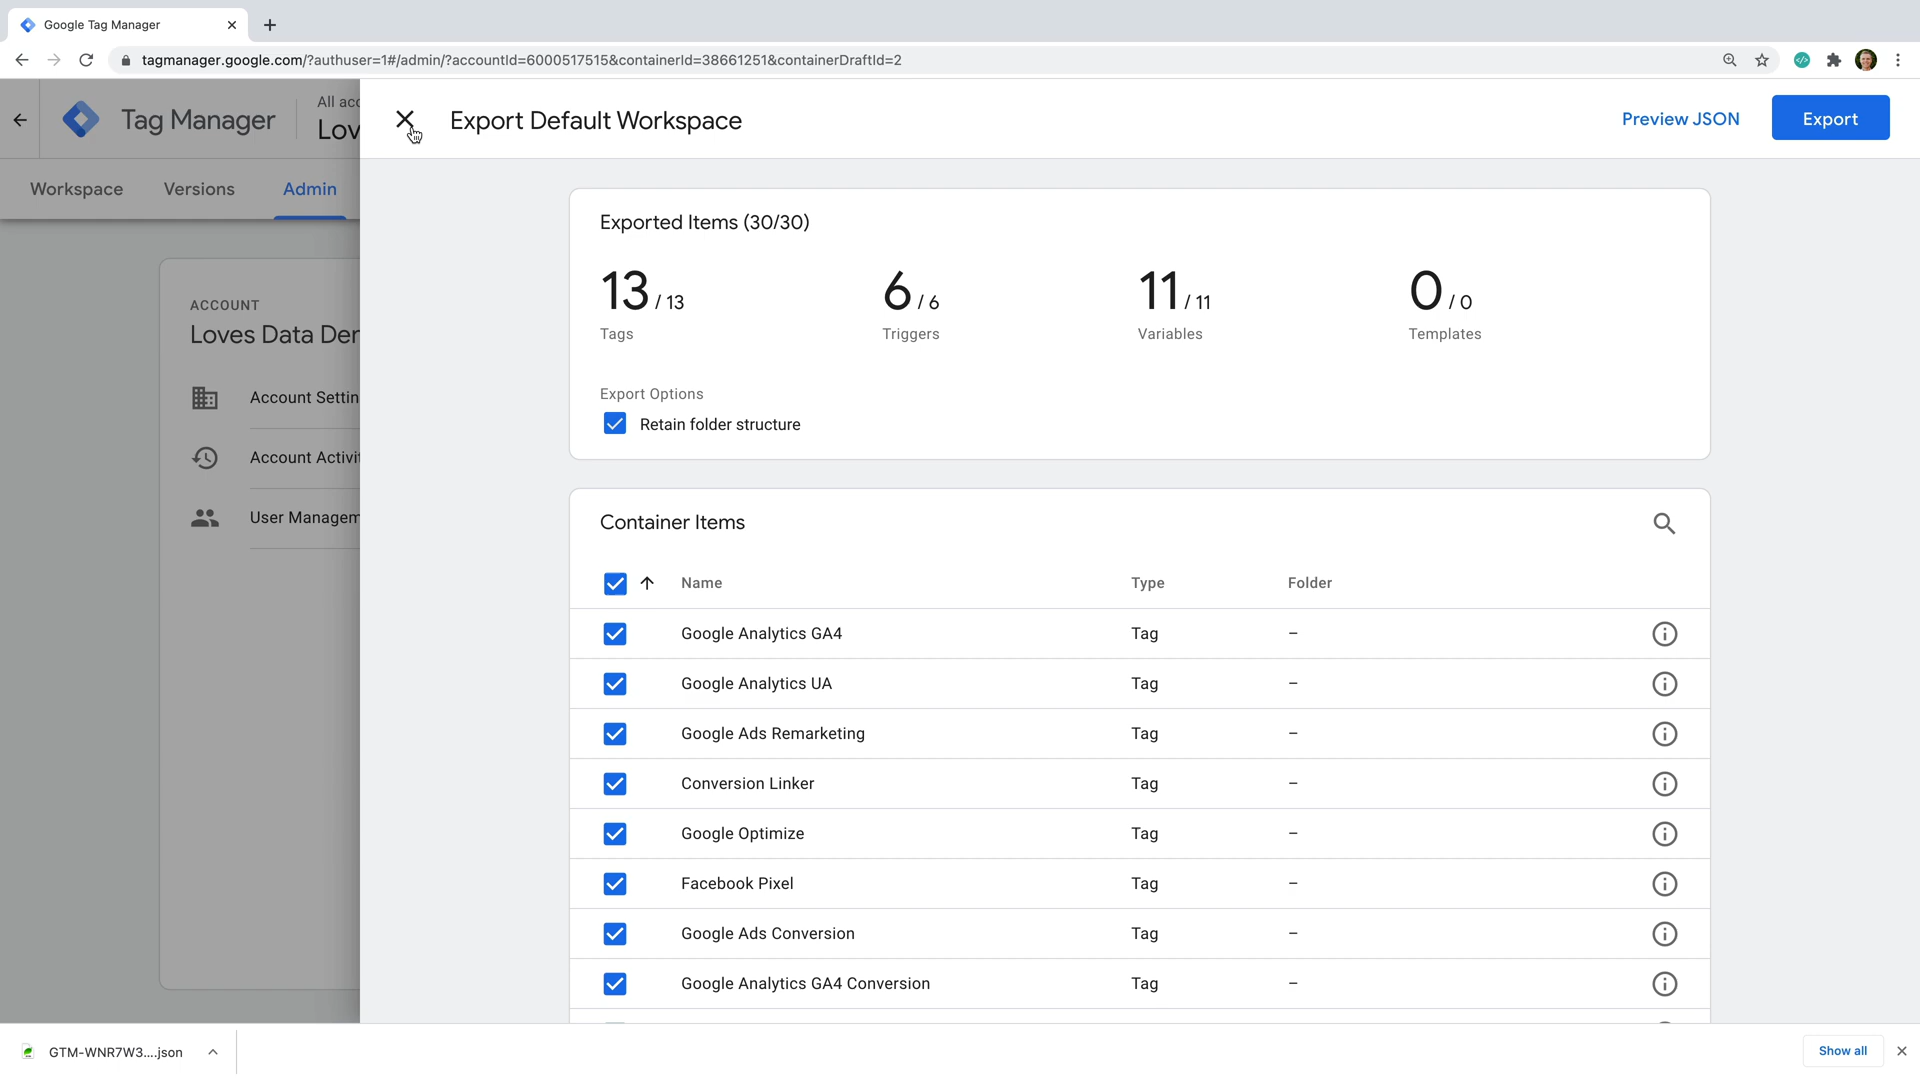 Google Tag Manager
tagmanager.google.com/?authuser=1#/admin/?accountId=6000517515&containerId=38661251&containerDraftId=2
Tag Manager
All acc
Lov
Export Default Workspace
Preview JSON
Export
Workspace
Versions
Admin
ACCOUNT
Loves Data Der
Account Settin
Account Activit
User Managem
Exported Items (30/30)
13 / 13
Tags
6 / 6
Triggers
11 / 11
Variables
0 / 0
Templates
Export Options
Retain folder structure
Container Items
Name Type Folder
Google Analytics GA4 Tag –
Google Analytics UA Tag –
Google Ads Remarketing Tag –
Conversion Linker Tag –
Google Optimize Tag –
Facebook Pixel Tag –
Google Ads Conversion Tag –
Google Analytics GA4 Conversion Tag –
GTM-WNR7W3....json
Show all